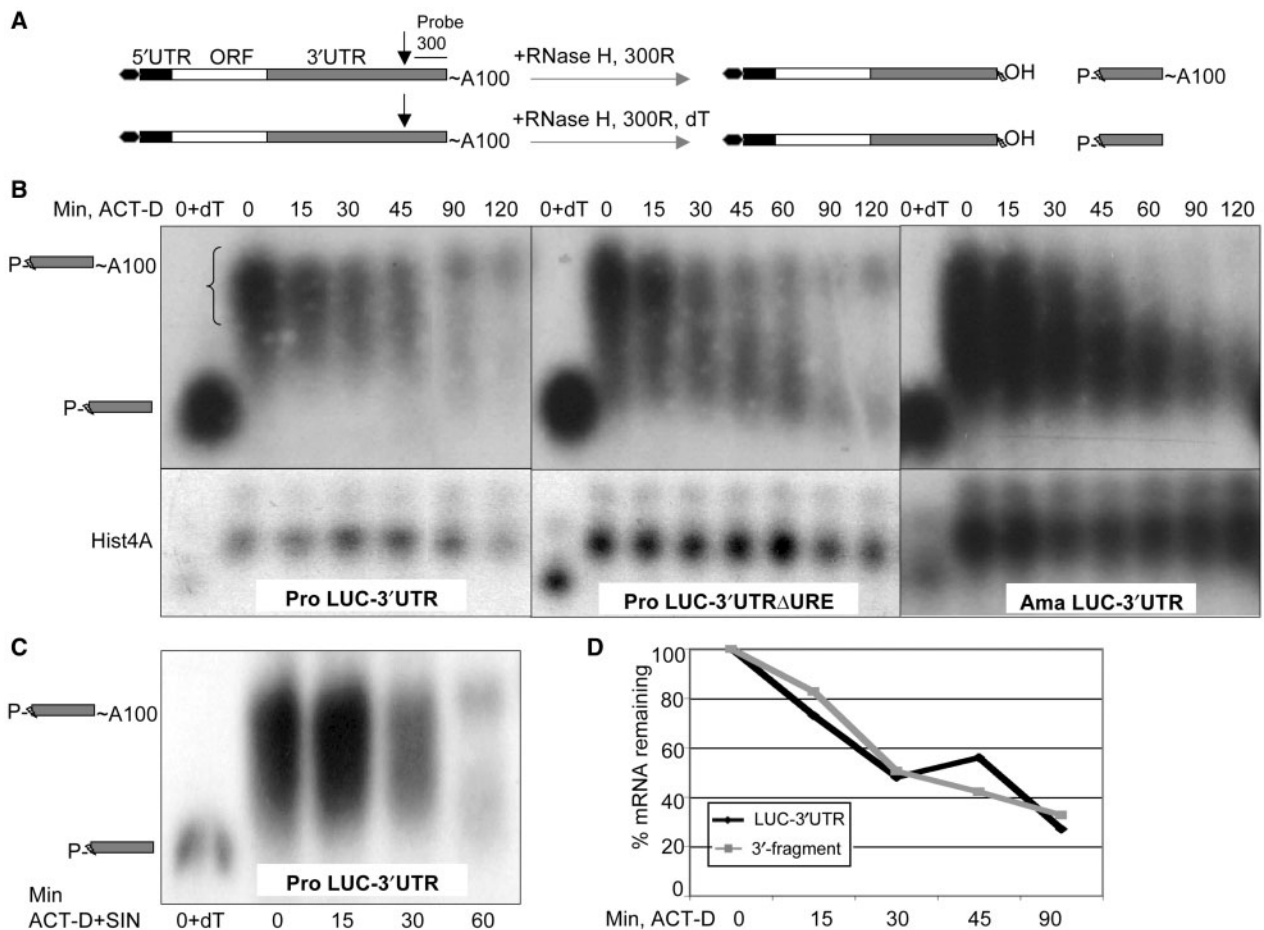 A
Probe
300
5′UTR ORF 3′UTR
~A100
+RNase H, 300R
OH
P- ~A100
~A100
+RNase H, 300R, dT
OH
P-
B
Min, ACT-D 0+dT 0 15 30 45 90 120 0+dT 0 15 30 45 60 90 120 0+dT 0 15 30 45 60 90 120
P- ~A100
P-
Hist4A
Pro LUC-3′UTR
Pro LUC-3′UTRΔURE
Ama LUC-3′UTR
C
P- ~A100
P-
Pro LUC-3′UTR
Min
ACT-D+SIN 0+dT 0 15 30 60
D
% mRNA remaining
100
80
60
40
20
0
LUC-3′UTR
3′-fragment
Min, ACT-D 0 15 30 45 90